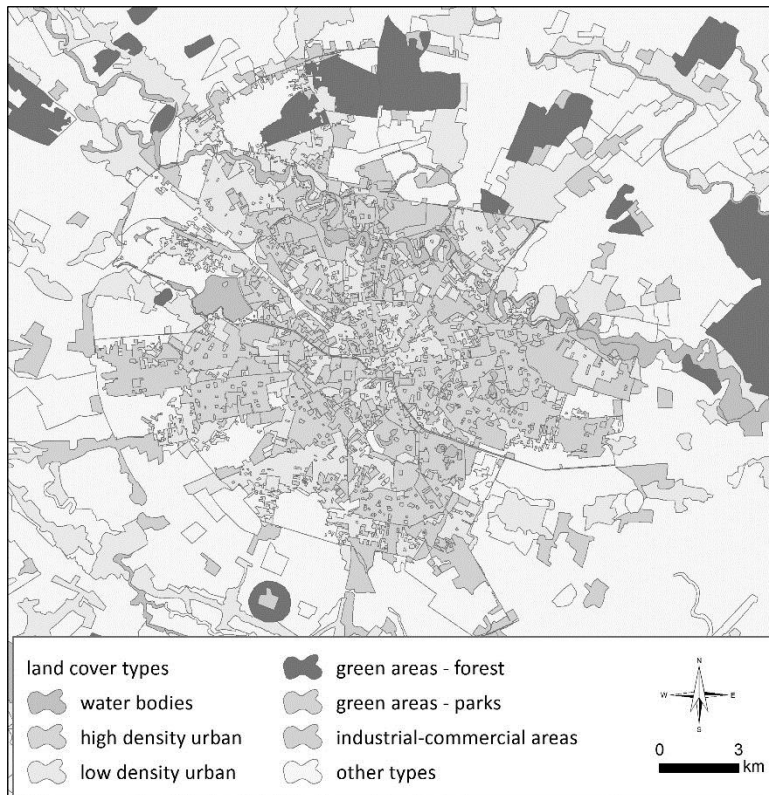 land cover types
water bodies
high density urban
low density urban
green areas - forest
green areas - parks
industrial-commercial areas
other types
N
W E
S
0 3
km